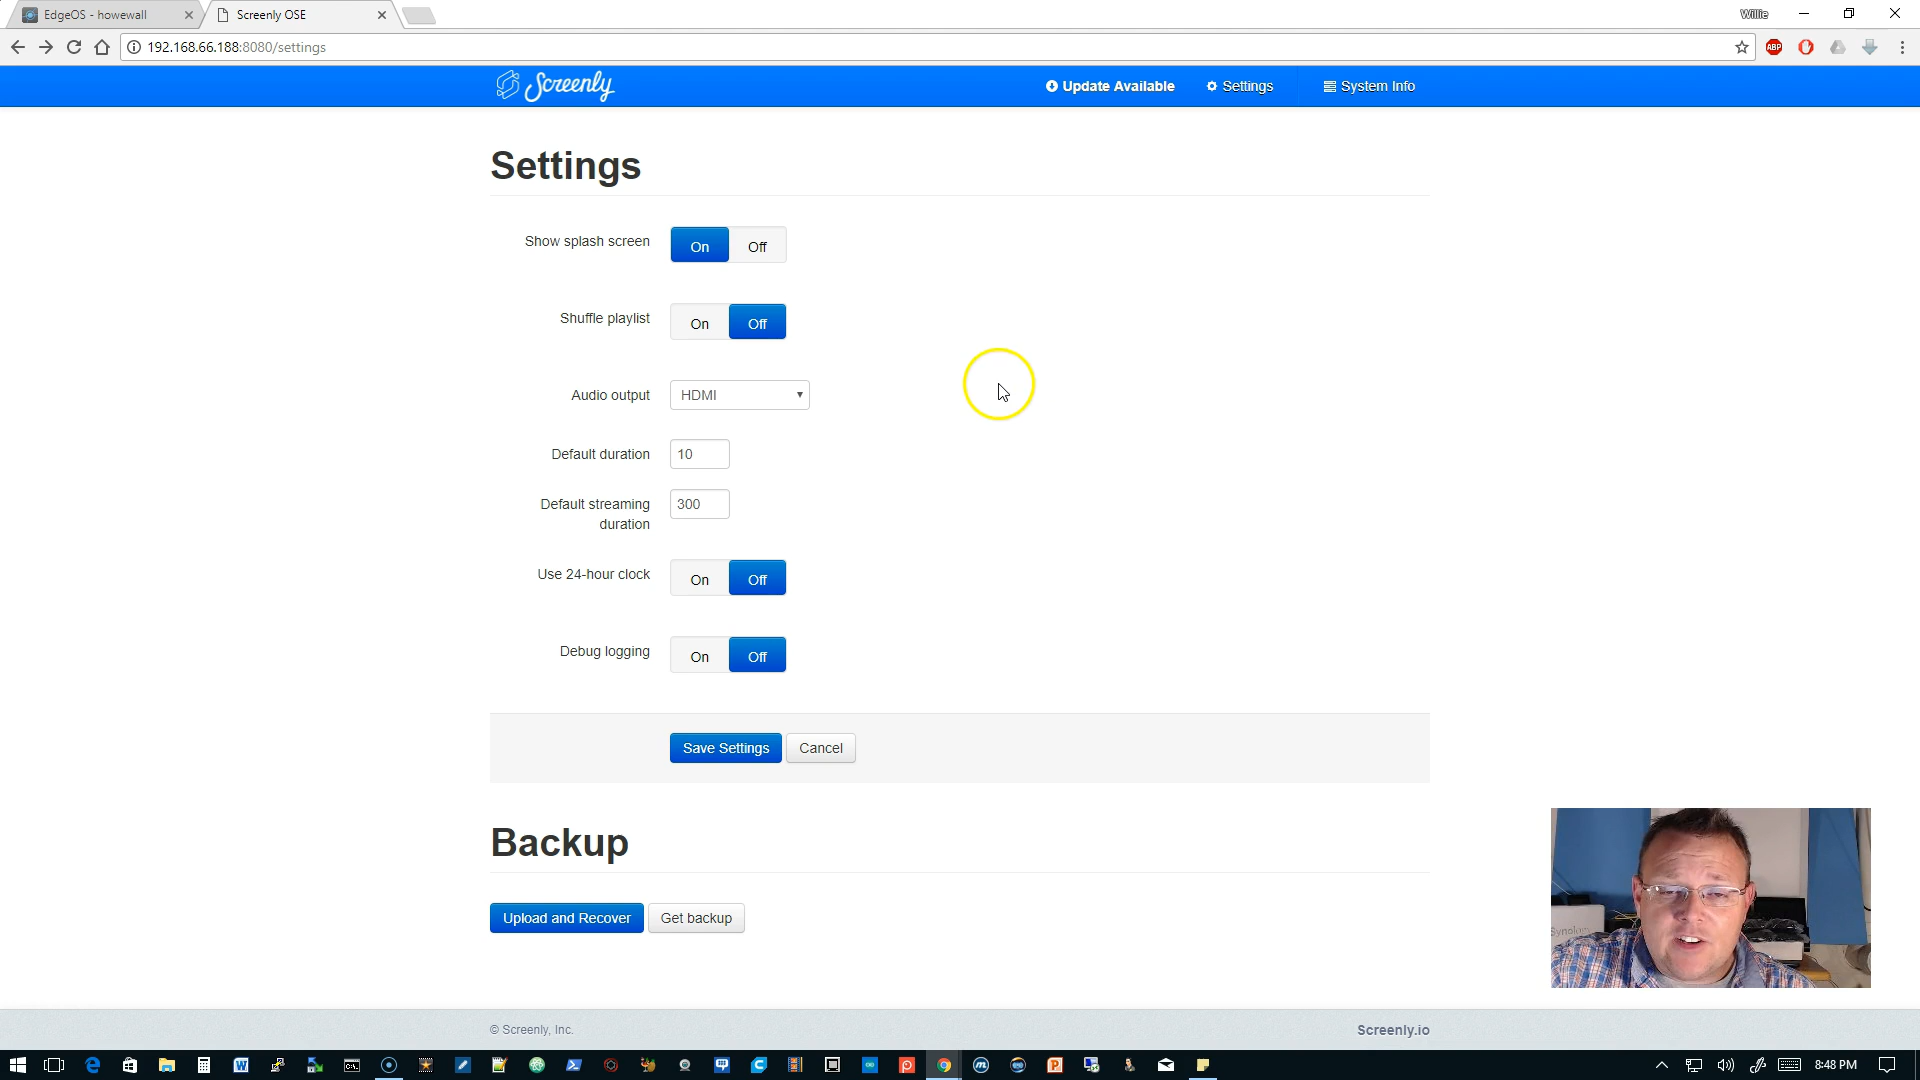 EdgeOS - howewall
Screenly OSE
Willie
192.168.66.188:8080/settings
ABP
Screenly
Update Available
Settings
System Info
Settings
Show splash screen
On Off
Shuffle playlist
On Off
Audio output
HDMI
Default duration
10
Default streaming
duration
300
Use 24-hour clock
On Off
Debug logging
On Off
Save Settings
Cancel
Backup
Upload and Recover
Get backup
Synology
© Screenly, Inc.
Screenly.io
8:48 PM